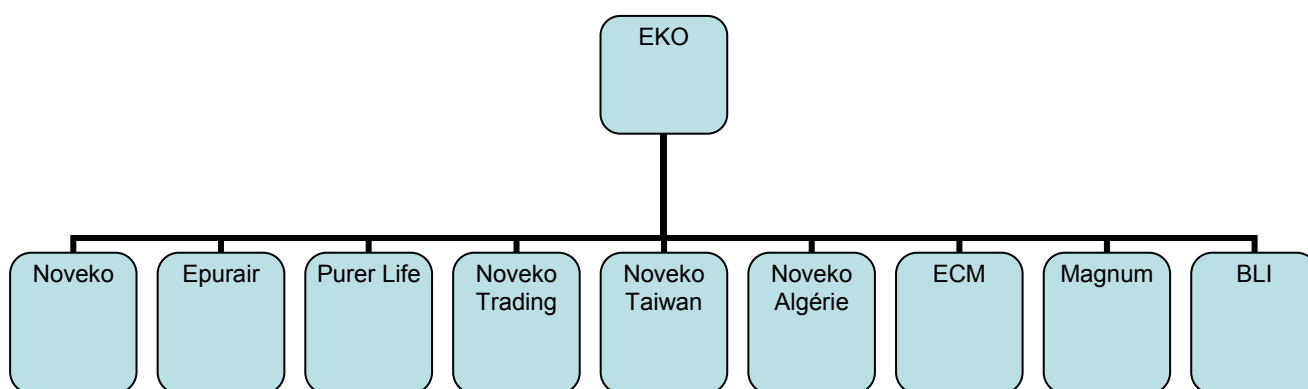 EKO
Noveko
Epurair
Purer Life
Noveko
Trading
Noveko
Taiwan
Noveko
Algérie
ECM
Magnum
BLI